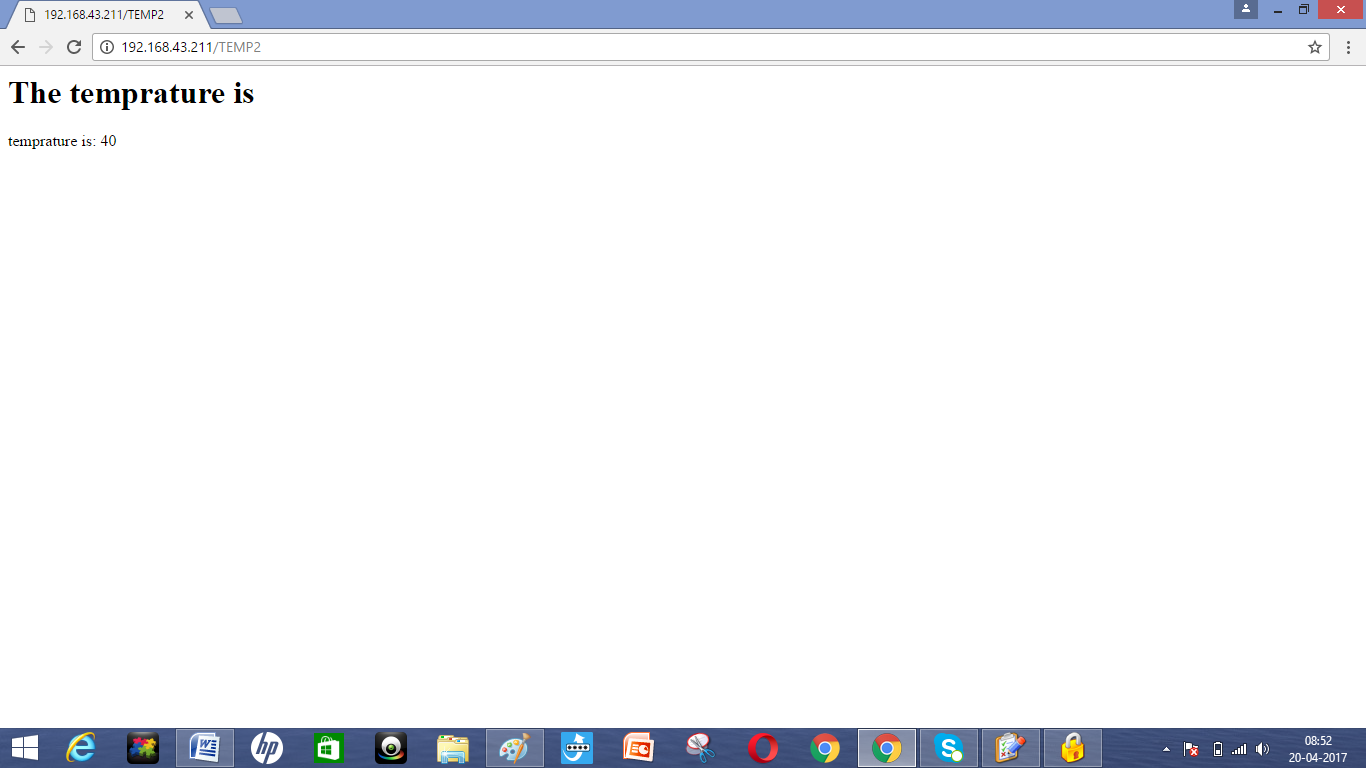 192.168.43.211/TEMP2
192.168.43.211/TEMP2
The temprature is
temprature is: 40
hp
08:52
20-04-2017